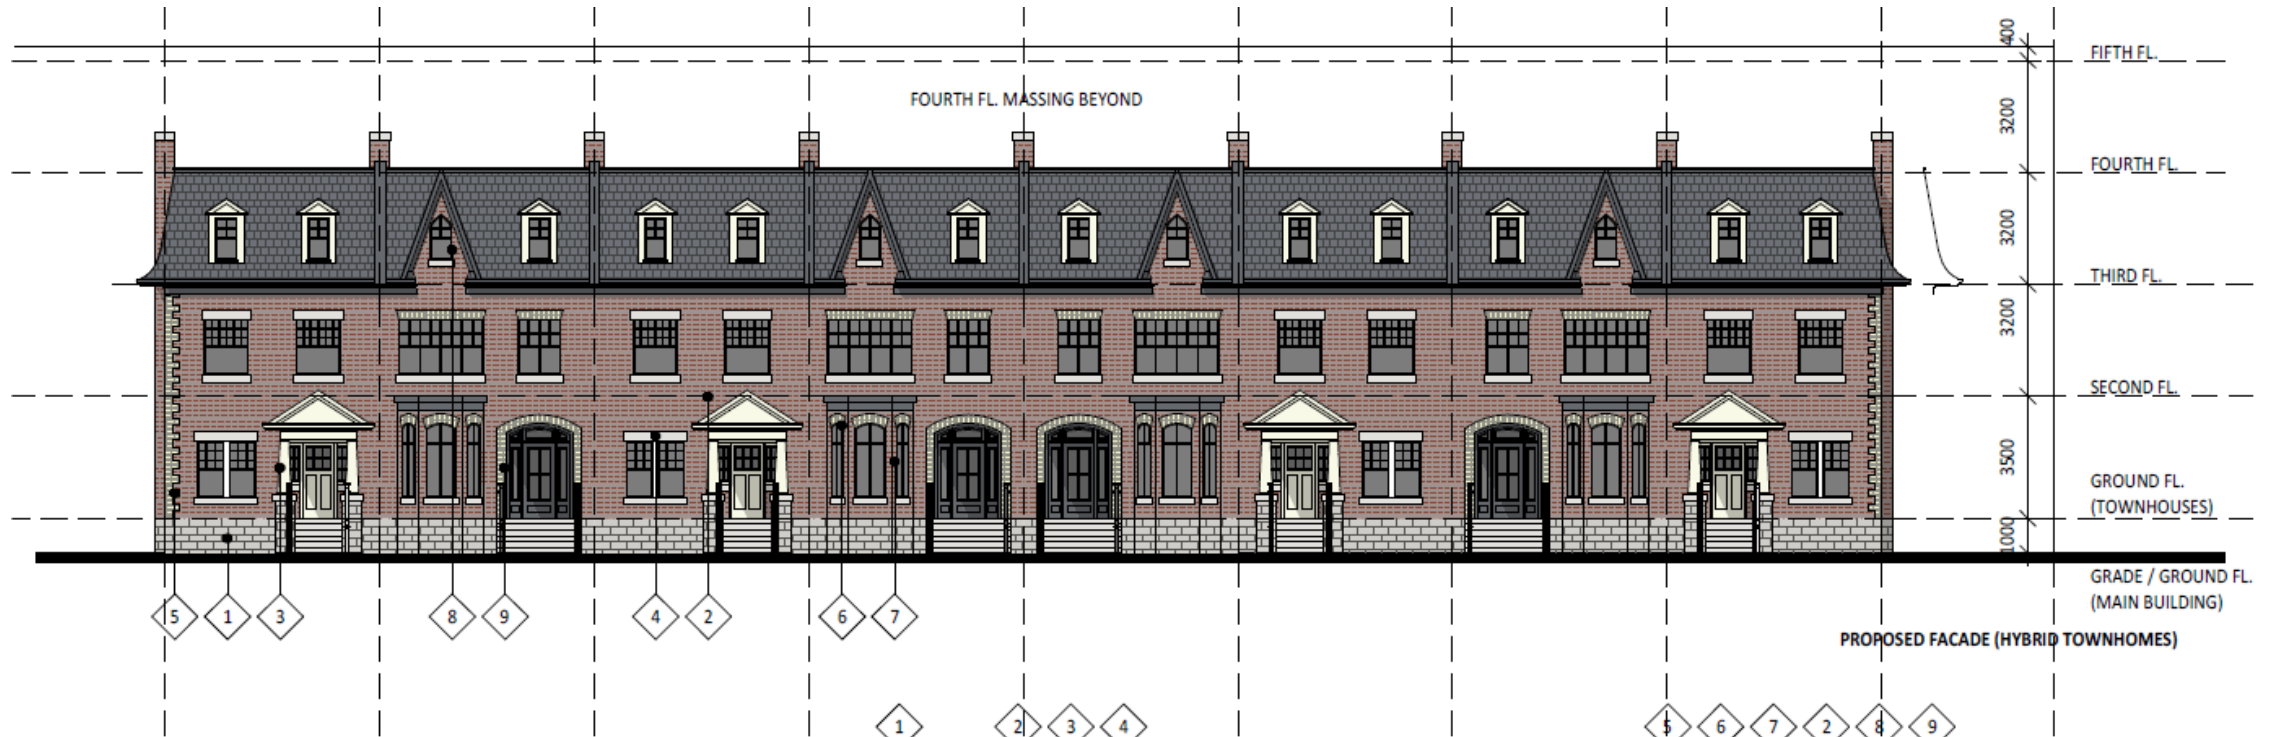 400
FIFTH FL.
FOURTH FL. MASSING BEYOND
3200
FOURTH FL.
3200
THIRD FL.
3200
SECOND FL.
3500
GROUND FL.
(TOWNHOUSES)
1000
GRADE / GROUND FL.
(MAIN BUILDING)
5 1 3 8 9 4 2 6 7
PROPOSED FACADE (HYBRID TOWNHOMES)
1 2 3 4 5 6 7 2 8 9